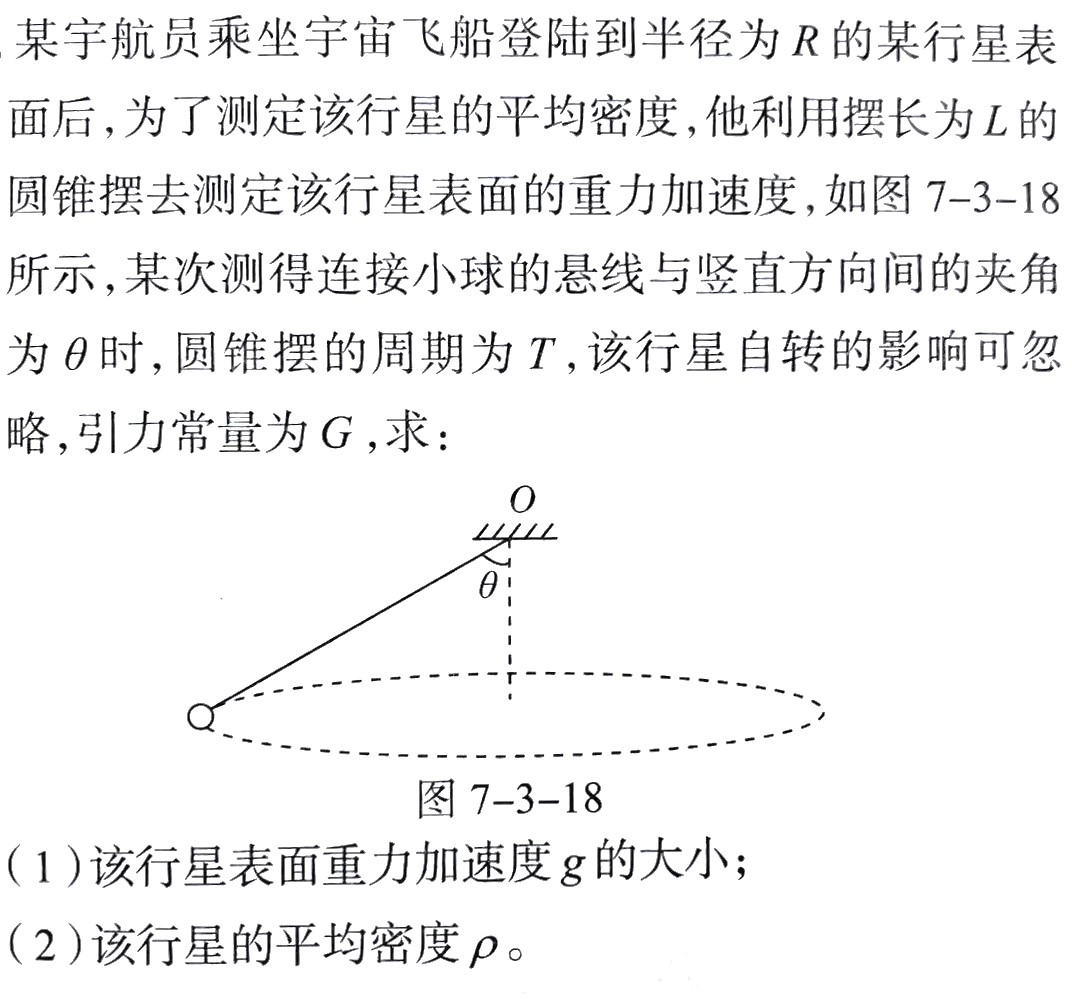 某宇航员乘坐宇宙飞船登陆到半径为 R 的某行星表
面后,为了测定该行星的平均密度,他利用摆长为 L 的
圆锥摆去测定该行星表面的重力加速度,如图 7-3-18
所示,某次测得连接小球的悬线与竖直方向间的夹角
为 θ 时,圆锥摆的周期为 T,该行星自转的影响可忽
略,引力常量为 G,求:
O
θ
图 7-3-18
(1)该行星表面重力加速度 g 的大小;
(2)该行星的平均密度 ρ。